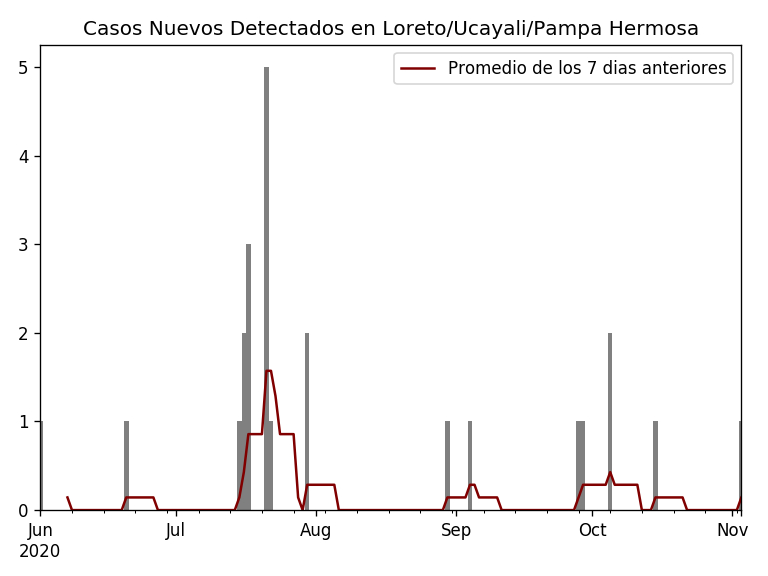 Casos Nuevos Detectados en Loreto/Ucayali/Pampa Hermosa
Promedio de los 7 dias anteriores
5
4
3
2
1
0
Jun Jul Aug Sep Oct Nov
2020